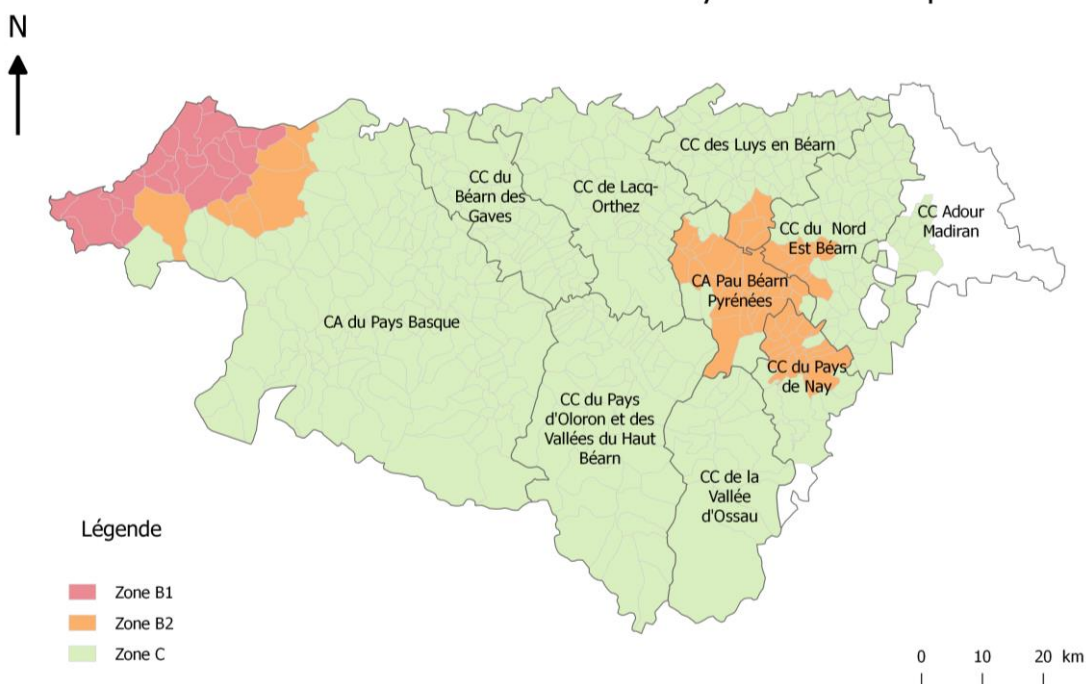 N
CC des Luys en Béarn
CC du
Béarn des
Gaves
CC de Lacq-
Orthez
CC Adour
Madiran
CC du Nord
Est Béarn
CA Pau Béarn
Pyrénées
CA du Pays Basque
CC du Pays
de Nay
CC du Pays
d'Oloron et des
Vallées du Haut
Béarn
CC de la
Vallée
d'Ossau
Légende
Zone B1
Zone B2
Zone C
0 10 20 km